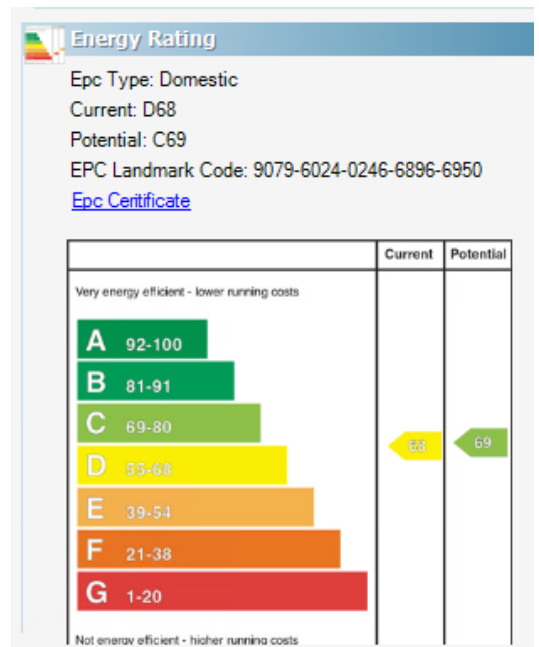 Energy Rating
Epc Type: Domestic
Current: D68
Potential: C69
EPC Landmark Code: 9079-6024-0246-6896-6950
Epc Ceritificate
Current Potential
Very energy efficient - lower running costs
A 92-100
B 81-91
C 69-80
D 55-68
68
69
E 39-54
F 21-38
G 1-20
Not energy efficient - higher running costs